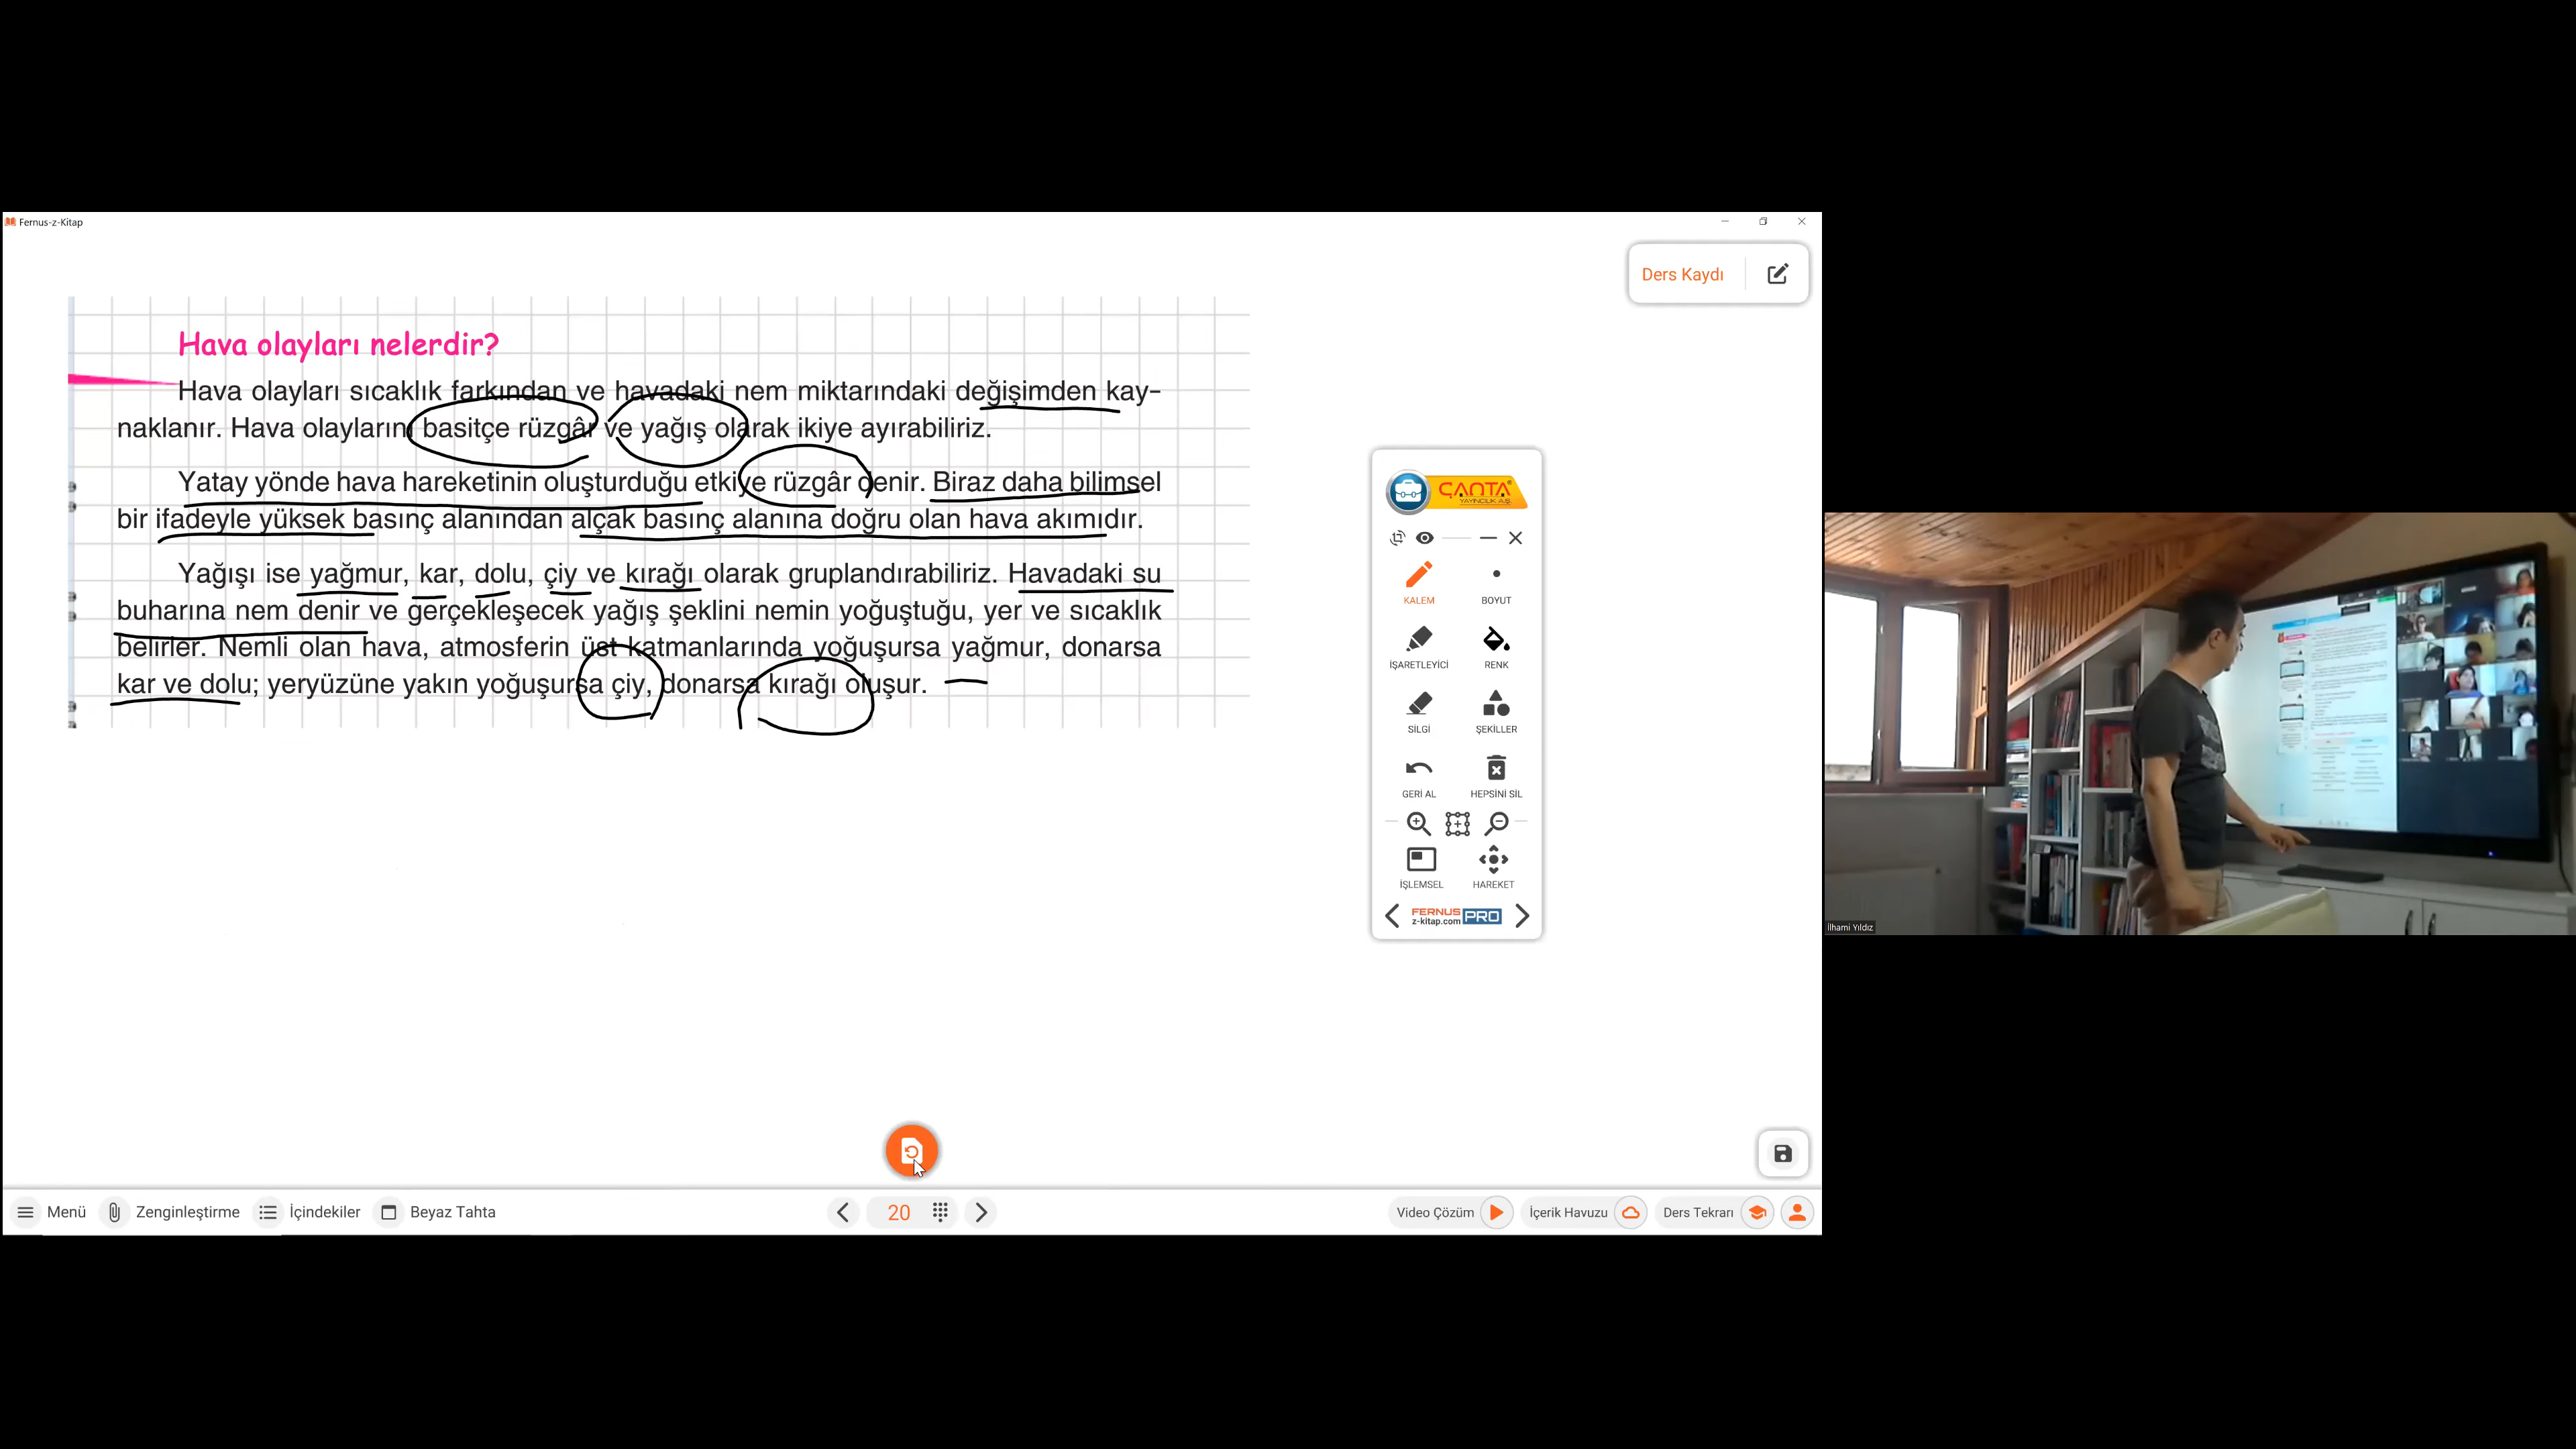 Fernus-z-Kitap
Ders Kaydı
Hava olayları nelerdir?
Hava olayları sıcaklık farkından ve havadaki nem miktarındaki değişimden kay-
naklanır. Hava olaylarını basitçe rüzgâr ve yağış olarak ikiye ayırabiliriz.
Yatay yönde hava hareketinin oluşturduğu etkiye rüzgâr denir. Biraz daha bilimsel
bir ifadeyle yüksek basınç alanından alçak basınç alanına doğru olan hava akımıdır.
Yağışı ise yağmur, kar, dolu, çiy ve kırağı olarak gruplandırabiliriz. Havadaki su
buharına nem denir ve gerçekleşecek yağış şeklini nemin yoğuştuğu, yer ve sıcaklık
belirler. Nemli olan hava, atmosferin üst katmanlarında yoğuşursa yağmur, donarsa
kar ve dolu; yeryüzüne yakın yoğuşursa çiy, donarsa kırağı oluşur.
ÇANTA
YAYINCILIK A.Ş.
KALEM
BOYUT
İŞARETLEYİCİ
RENK
SİLGİ
ŞEKİLLER
GERİ AL
HEPSİNİ SİL
İŞLEMSEL
HAREKET
FERNUS
z-kitap.com
PRO
İlhami Yıldız
Menü
Zenginleştirme
İçindekiler
Beyaz Tahta
20
Video Çözüm
İçerik Havuzu
Ders Tekrarı